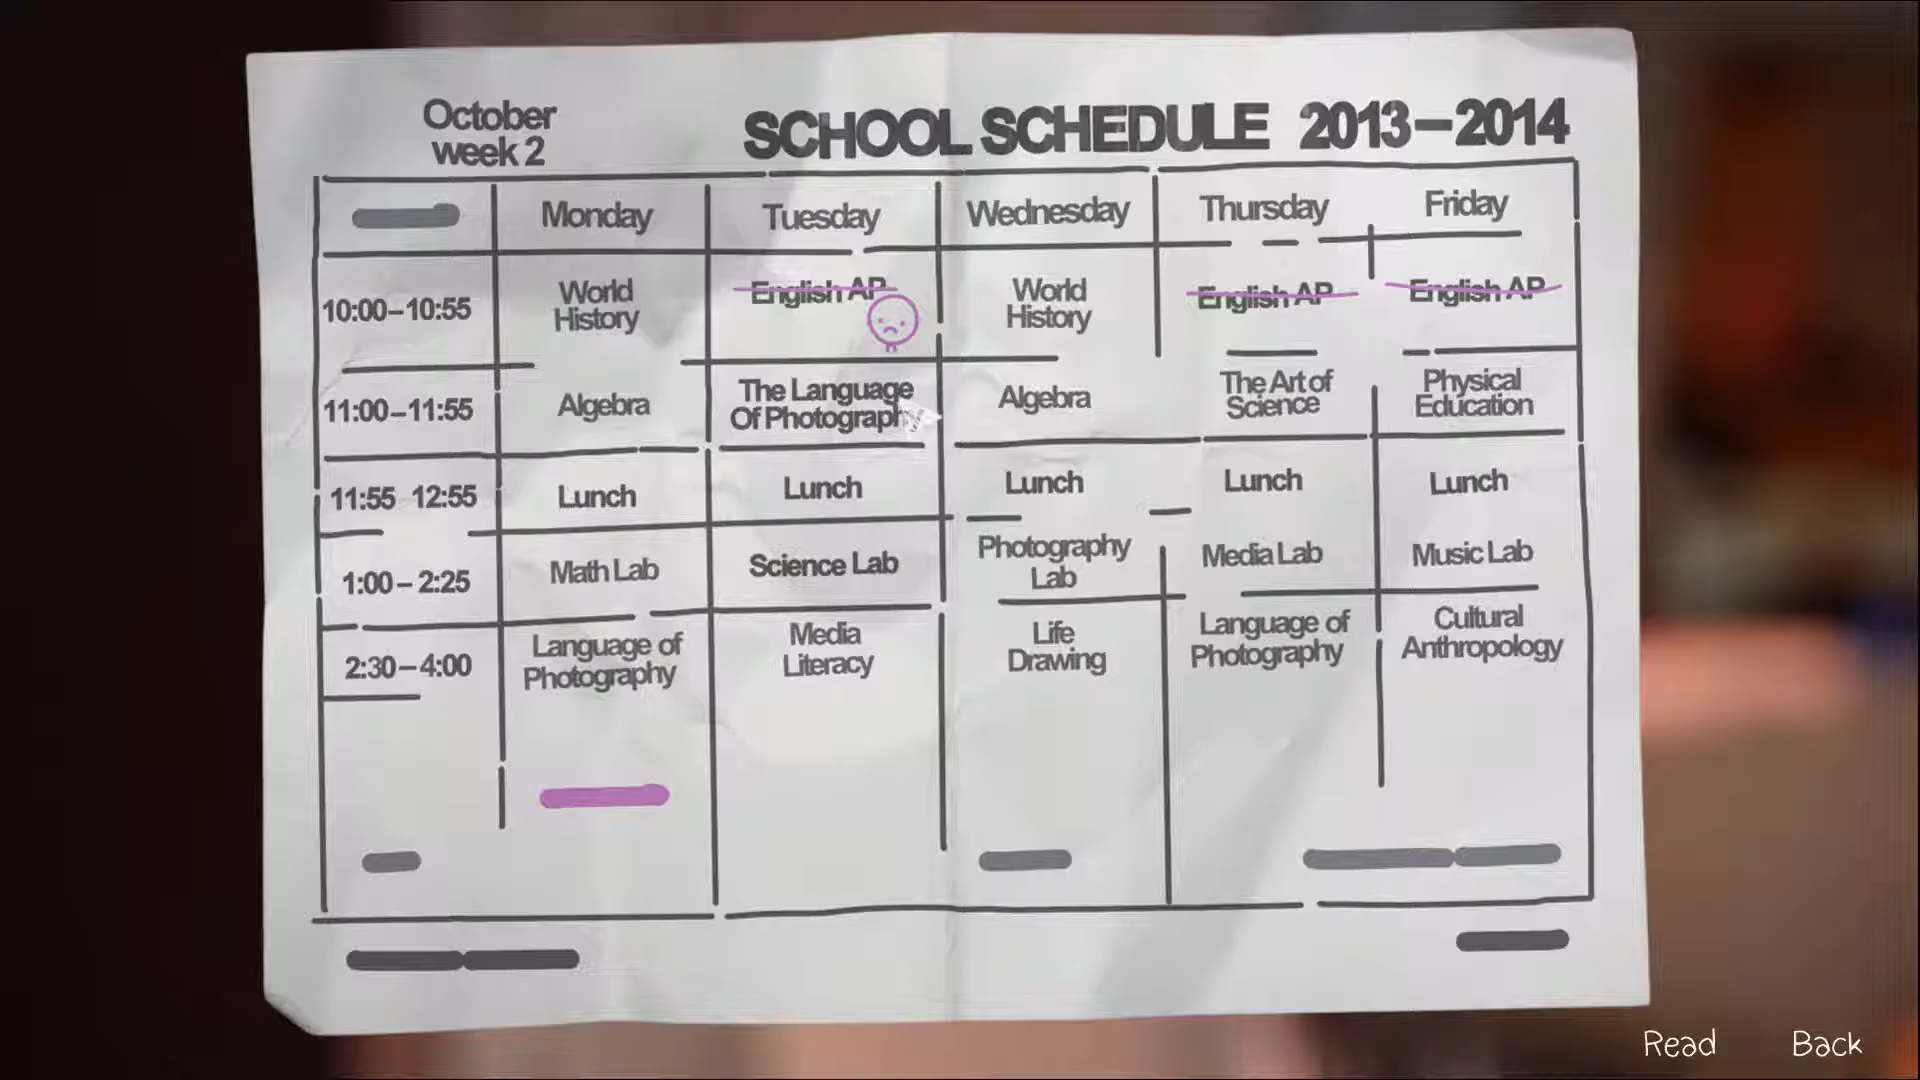 October
week 2
SCHOOL SCHEDULE 2013-2014
Monday Tuesday Wednesday Thursday Friday
10:00-10:55
World
History
English AP
World
History
English AP
English AP
11:00-11:55
Algebra
The Language
Of Photography
Algebra
The Art of
Science
Physical
Education
11:55 12:55
Lunch
Lunch
Lunch
Lunch
Lunch
1:00-2:25
Math Lab
Science Lab
Photography
Lab
Media Lab
Music Lab
2:30-4:00
Language of
Photography
Media
Literacy
Life
Drawing
Language of
Photography
Cultural
Anthropology
Read Back